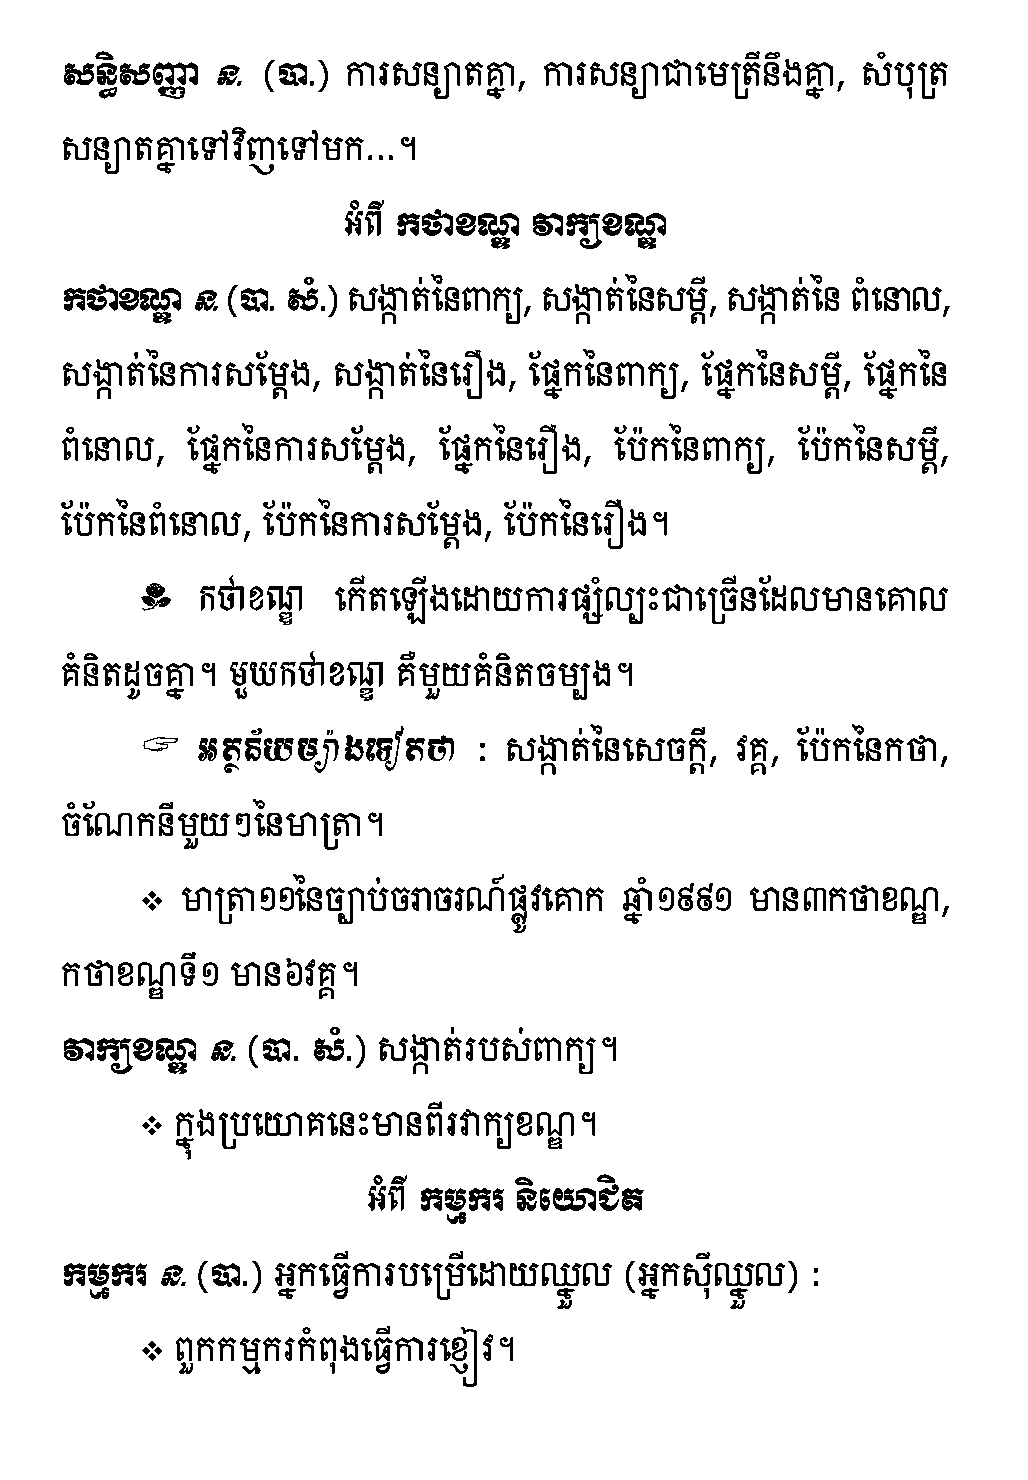 សន្ធិសញ្ញា ន. (បា.) ការសន្យាតគ្នា, ការសន្យាជាមេត្រីនឹងគ្នា, សំបុត្រ
សន្យាតគ្នាទៅវិញទៅមក...។
អំពី កថាខណ្ឌ វាក្យខណ្ឌ
កថាខណ្ឌ ន. (បា. សំ.) សង្កាត់នៃពាក្យ, សង្កាត់នៃសម្ដី, សង្កាត់នៃ ពំនោល,
សង្កាត់នៃការសម្ដែង, សង្កាត់នៃរឿង, ផ្នែកនៃពាក្យ, ផ្នែកនៃសម្ដី, ផ្នែកនៃ
ពំនោល, ផ្នែកនៃការសម្ដែង, ផ្នែកនៃរឿង, ប៉ែកនៃពាក្យ, ប៉ែកនៃសម្ដី,
ប៉ែកនៃពំនោល, ប៉ែកនៃការសម្ដែង, ប៉ែកនៃរឿង។
កថាខណ្ឌ កើតឡើងដោយការផ្សំល្បះជាច្រើនដែលមានគោល
គំនិតដូចគ្នា។ មួយកថាខណ្ឌ គឺមួយគំនិតចម្បង។
☞ អត្ថន័យម្យ៉ាងទៀតថា : សង្កាត់នៃសេចក្ដី, វគ្គ, ប៉ែកនៃកថា,
ចំណែកនីមួយៗនៃមាត្រា។
❖ មាត្រា១១នៃច្បាប់ចរាចរណ៍ផ្លូវគោក ឆ្នាំ១៩៩១ មាន៣កថាខណ្ឌ,
កថាខណ្ឌទី១ មាន៦វគ្គ។
វាក្យខណ្ឌ ន. (បា. សំ.) សង្កាត់របស់ពាក្យ។
❖ ក្នុងប្រយោគនេះមានពីរវាក្យខណ្ឌ។
អំពី កម្មករ និយោជិត
កម្មករ ន. (បា.) អ្នកធ្វើការបម្រើដោយឈ្នួល (អ្នកស៊ីឈ្នួល) :
❖ ពួកកម្មករកំពុងធ្វើការខ្ញៀវ។